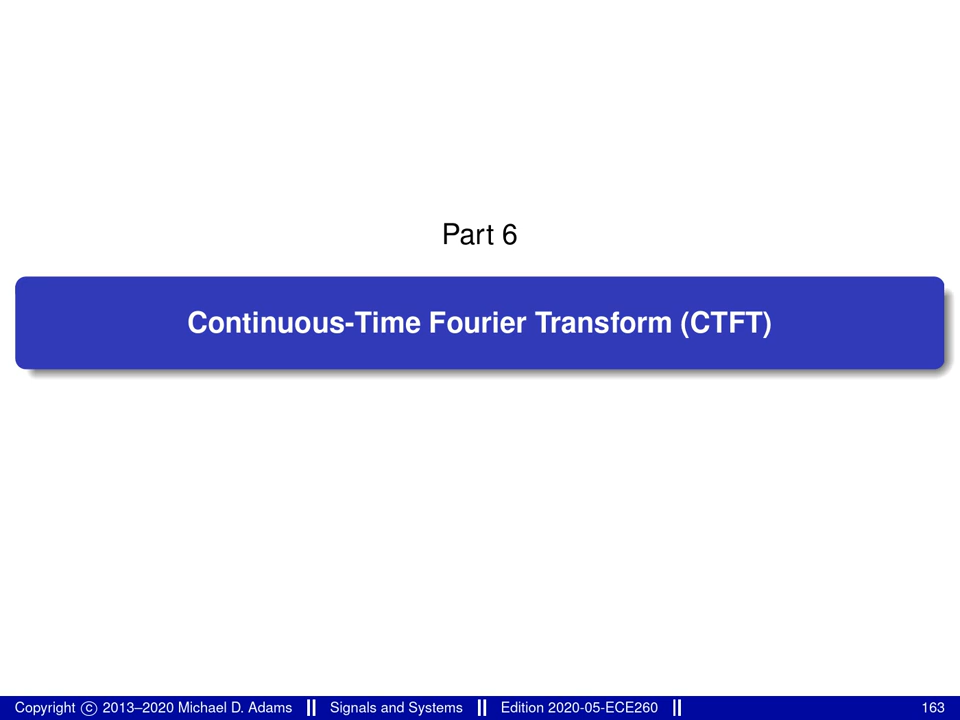 Part 6
Continuous-Time Fourier Transform (CTFT)
Copyright © 2013–2020 Michael D. Adams Signals and Systems Edition 2020-05-ECE260 163